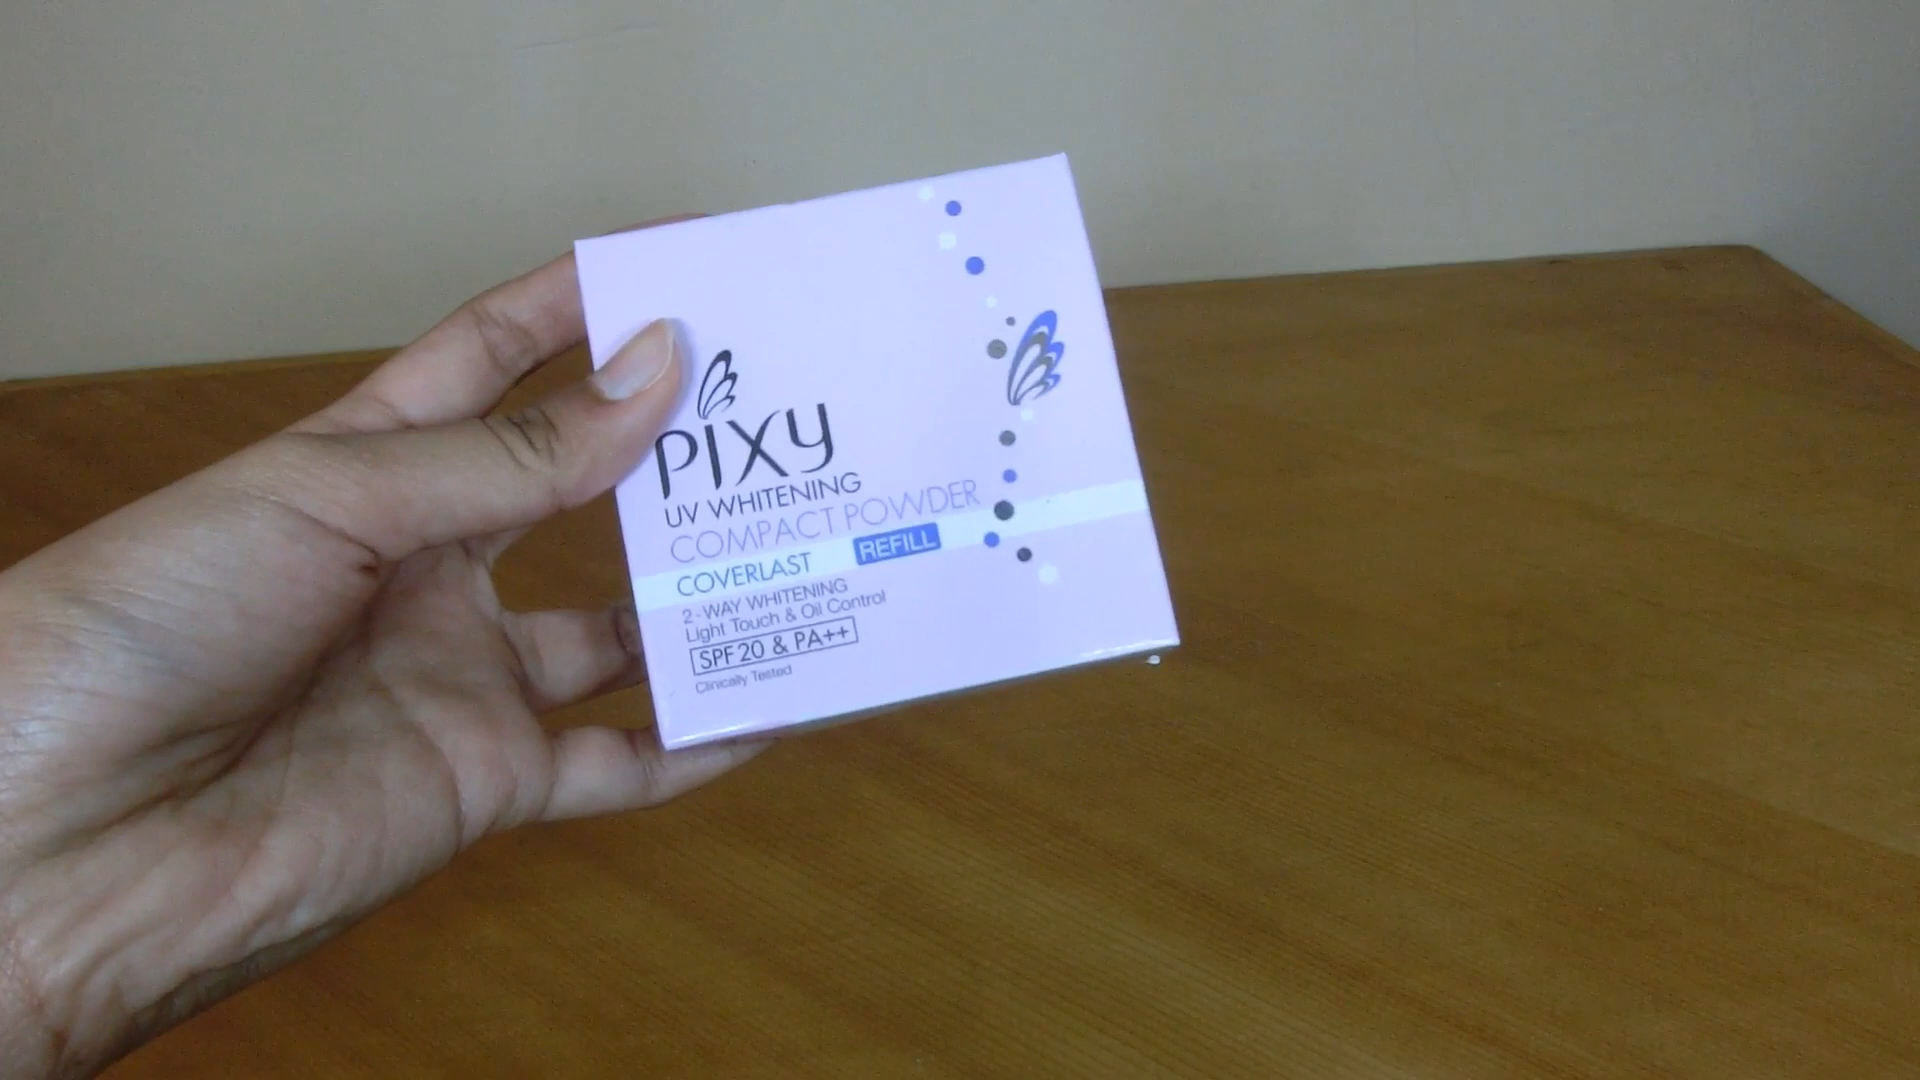 PIXY
UV WHITENING
COMPACT POWDER
COVERLAST REFILL
2-WAY WHITENING
Light Touch & Oil Control
SPF 20 & PA++
Clinically Tested